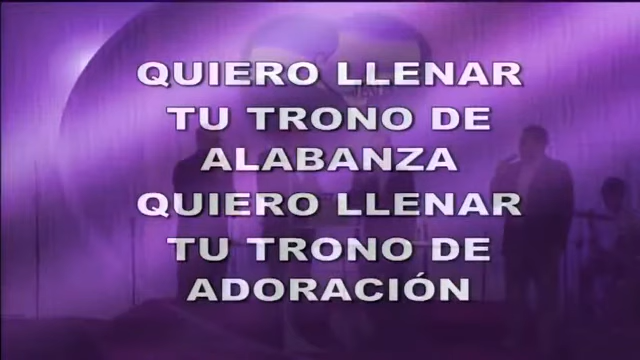 QUIERO LLENAR
TU TRONO DE
ALABANZA
QUIERO LLENAR
TU TRONO DE
ADORACIÓN